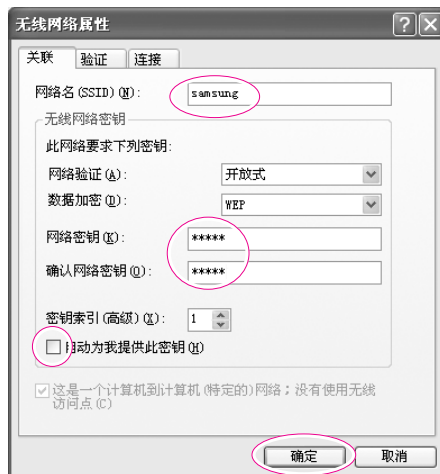 无线网络属性
关联 验证 连接
网络名(SSID)(N): samsung
无线网络密钥
此网络要求下列密钥:
网络验证(A): 开放式
数据加密(D): WEP
网络密钥(K): *****
确认网络密钥(O): *****
密钥索引(高级)(X): 1
自动为我提供此密钥(H)
这是一个计算机到计算机(特定的)网络；没有使用无线
访问点(C)
确定 取消